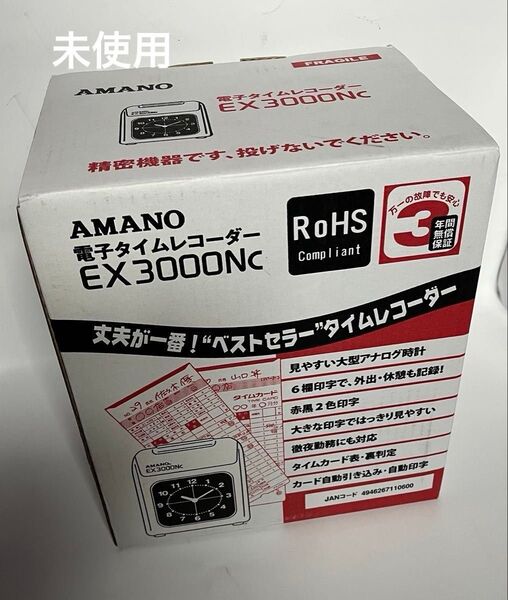 未使用
FRAGILE
AMANO
電子タイムレコーダー
EX3000NC
精密機器です、投げないでください。
AMANO
電子タイムレコーダー
EX3000NC
RoHS
Compliant
万一の故障でも安心
3年間
無償
保証
丈夫が一番！“ベストセラー”タイムレコーダー
見やすい大型アナログ時計
6欄印字で、外出・休憩も記録!
赤黒2色印字
大きな印字ではっきり見やすい
徹夜勤務にも対応
タイムカード表・裏判定
カード自動引き込み・自動印字
JANコード 4946267110600
タイムカード
TIME CARD
AMANO
EX3000NC